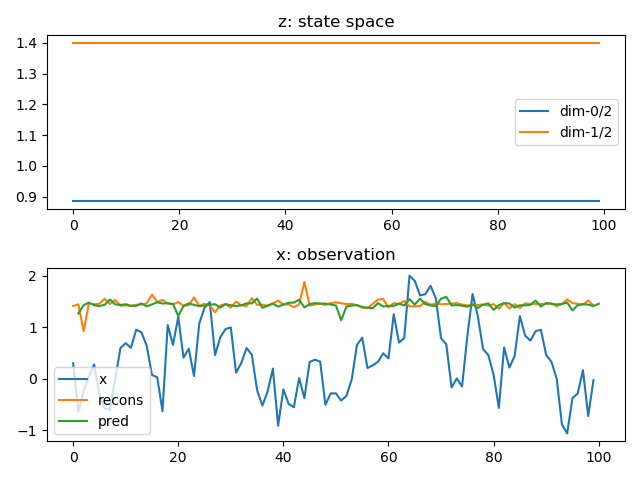 z: state space
1.4
1.3
1.2
1.1
1.0
0.9
dim-0/2
dim-1/2
0 20 40 60 80 100
x: observation
2
1
0
−1
x
recons
pred
0 20 40 60 80 100